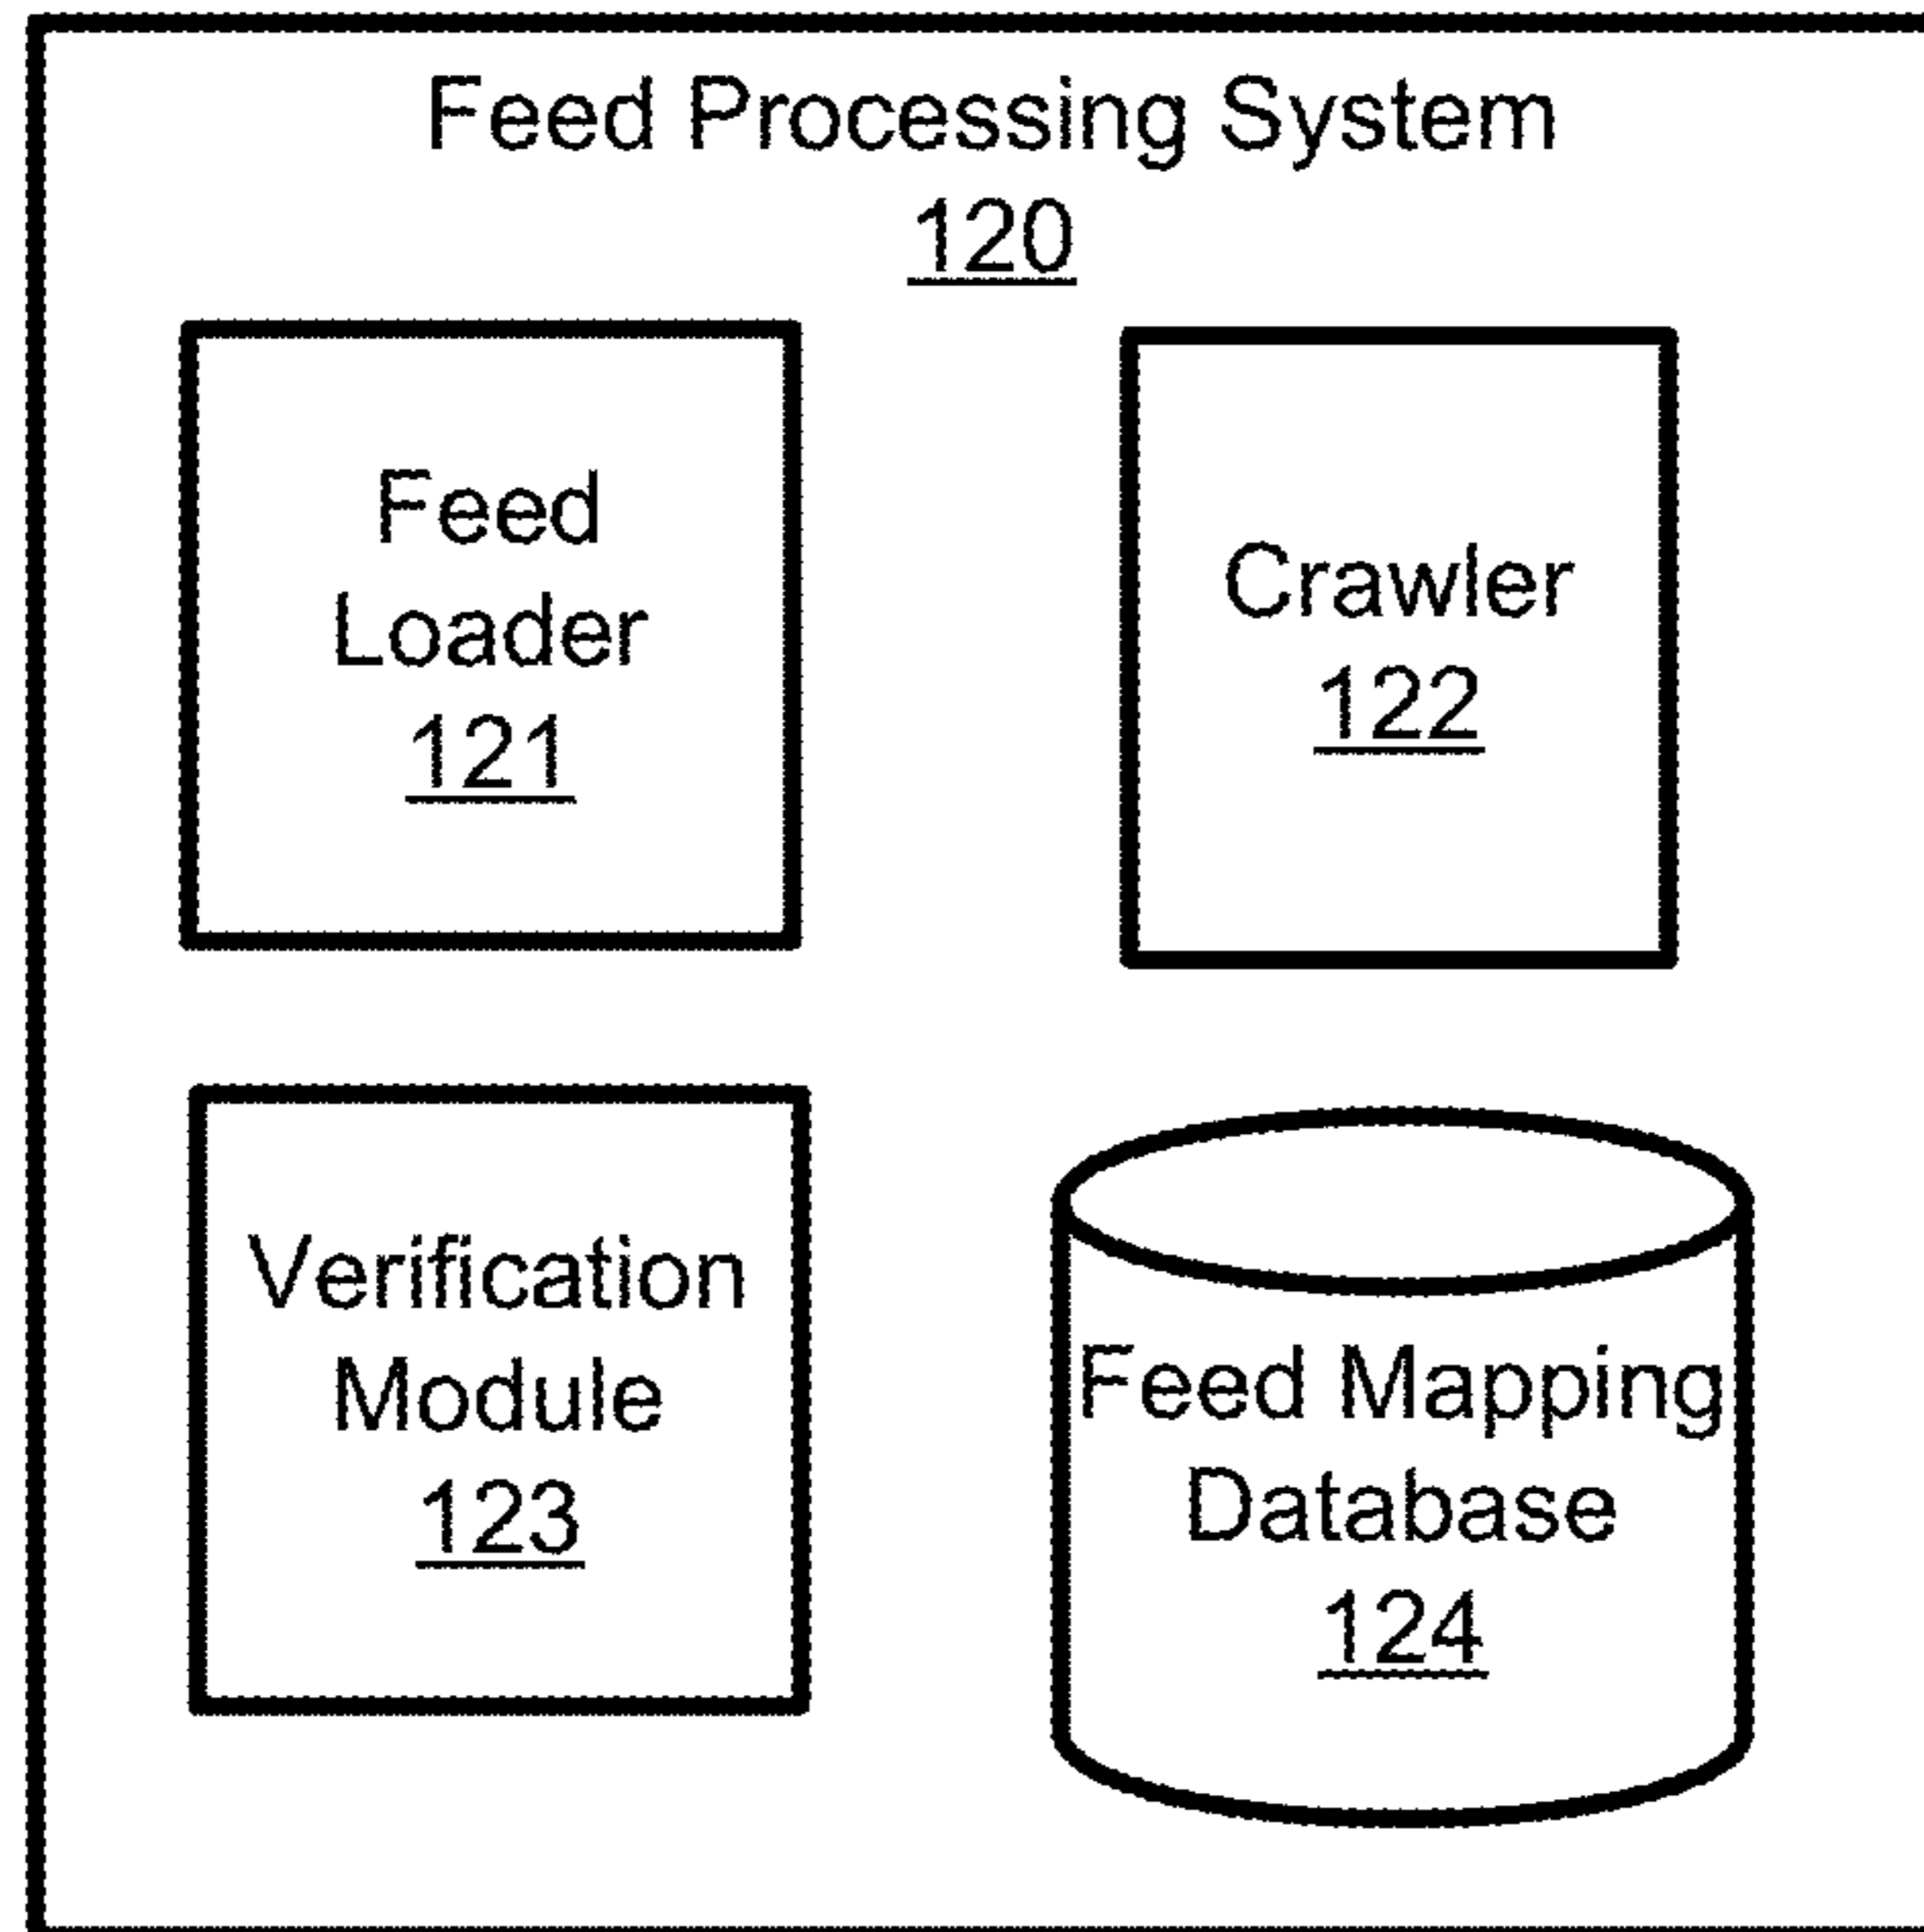 Feed Processing System
120
Feed
Loader
121
Crawler
122
Verification
Module
123
Feed Mapping
Database
124